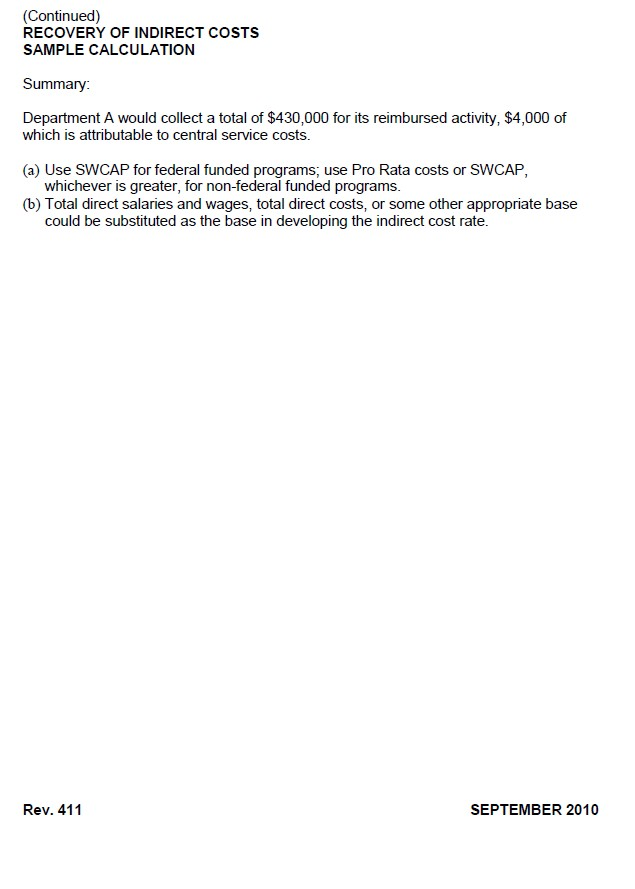 (Continued)
RECOVERY OF INDIRECT COSTS
SAMPLE CALCULATION
Summary:
Department A would collect a total of $430,000 for its reimbursed activity, $4,000 of
which is attributable to central service costs.
(a) Use SWCAP for federal funded programs; use Pro Rata costs or SWCAP,
whichever is greater, for non-federal funded programs.
(b) Total direct salaries and wages, total direct costs, or some other appropriate base
could be substituted as the base in developing the indirect cost rate.
Rev. 411 SEPTEMBER 2010